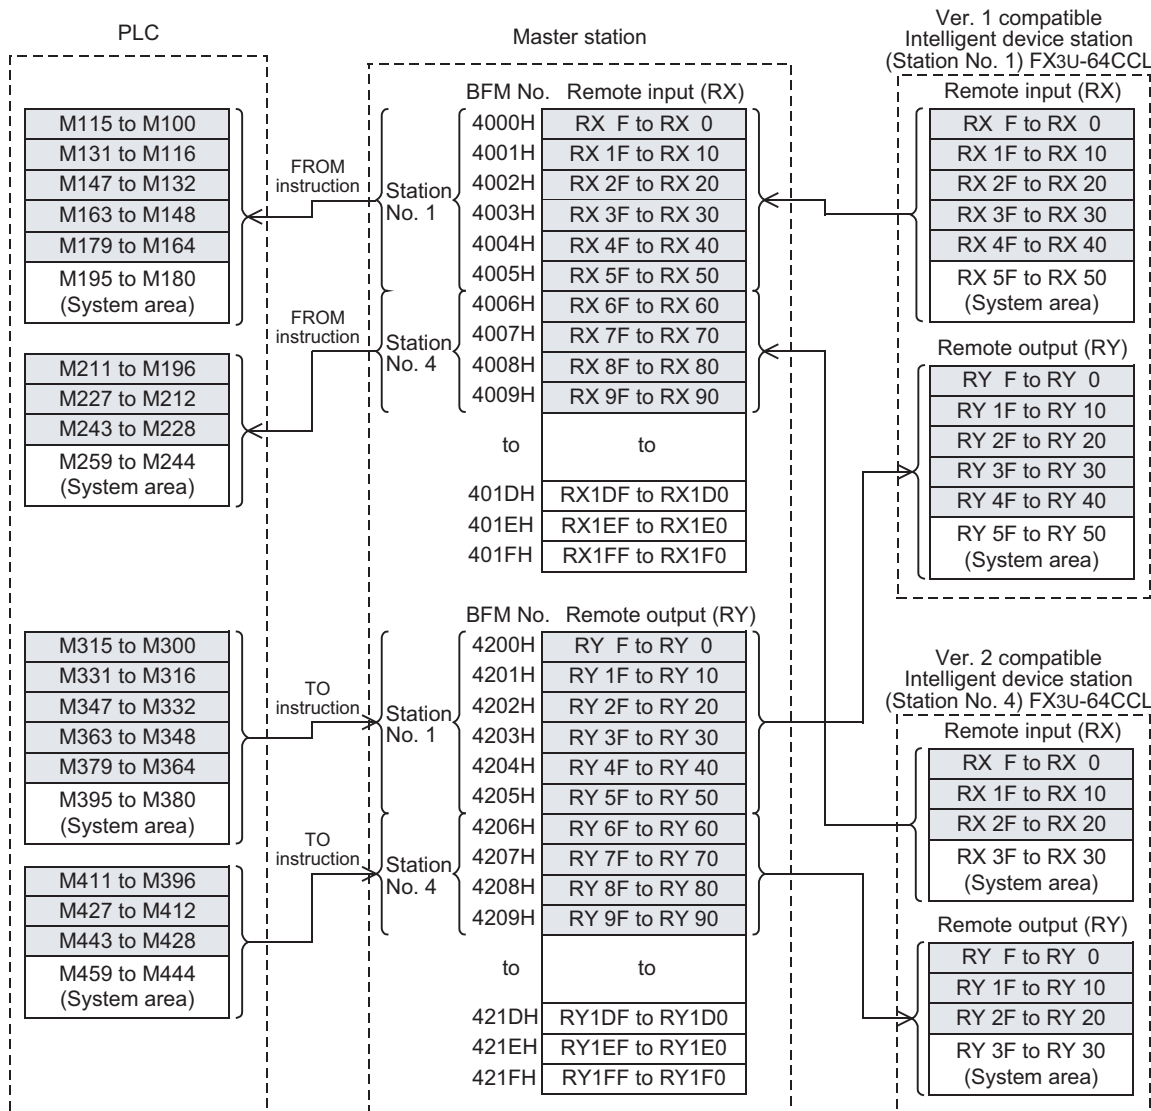 PLC
M115 to M100
M131 to M116
M147 to M132
M163 to M148
M179 to M164
M195 to M180
(System area)
M211 to M196
M227 to M212
M243 to M228
M259 to M244
(System area)
M315 to M300
M331 to M316
M347 to M332
M363 to M348
M379 to M364
M395 to M380
(System area)
M411 to M396
M427 to M412
M443 to M428
M459 to M444
(System area)
FROM
instruction
FROM
instruction
TO
instruction
TO
instruction
Master station
Station
No. 1
Station
No. 4
BFM No. Remote input (RX)
4000H RX F to RX 0
4001H RX 1F to RX 10
4002H RX 2F to RX 20
4003H RX 3F to RX 30
4004H RX 4F to RX 40
4005H RX 5F to RX 50
4006H RX 6F to RX 60
4007H RX 7F to RX 70
4008H RX 8F to RX 80
4009H RX 9F to RX 90
to to
401DH RX1DF to RX1D0
401EH RX1EF to RX1E0
401FH RX1FF to RX1F0
Station
No. 1
Station
No. 4
BFM No. Remote output (RY)
4200H RY F to RY 0
4201H RY 1F to RY 10
4202H RY 2F to RY 20
4203H RY 3F to RY 30
4204H RY 4F to RY 40
4205H RY 5F to RY 50
4206H RY 6F to RY 60
4207H RY 7F to RY 70
4208H RY 8F to RY 80
4209H RY 9F to RY 90
to to
421DH RY1DF to RY1D0
421EH RY1EF to RY1E0
421FH RY1FF to RY1F0
Ver. 1 compatible
Intelligent device station
(Station No. 1) FX3U-64CCL
Remote input (RX)
RX F to RX 0
RX 1F to RX 10
RX 2F to RX 20
RX 3F to RX 30
RX 4F to RX 40
RX 5F to RX 50
(System area)
Remote output (RY)
RY F to RY 0
RY 1F to RY 10
RY 2F to RY 20
RY 3F to RY 30
RY 4F to RY 40
RY 5F to RY 50
(System area)
Ver. 2 compatible
Intelligent device station
(Station No. 4) FX3U-64CCL
Remote input (RX)
RX F to RX 0
RX 1F to RX 10
RX 2F to RX 20
RX 3F to RX 30
(System area)
Remote output (RY)
RY F to RY 0
RY 1F to RY 10
RY 2F to RY 20
RY 3F to RY 30
(System area)